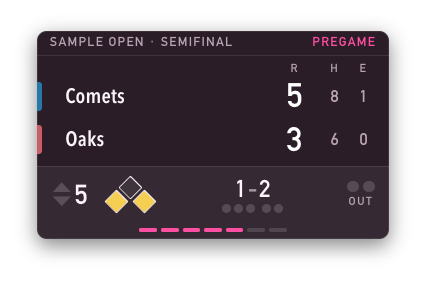 SAMPLE OPEN · SEMIFINAL PREGAME
R H E
Comets 5 8 1
Oaks 3 6 0
5 1-2
OUT